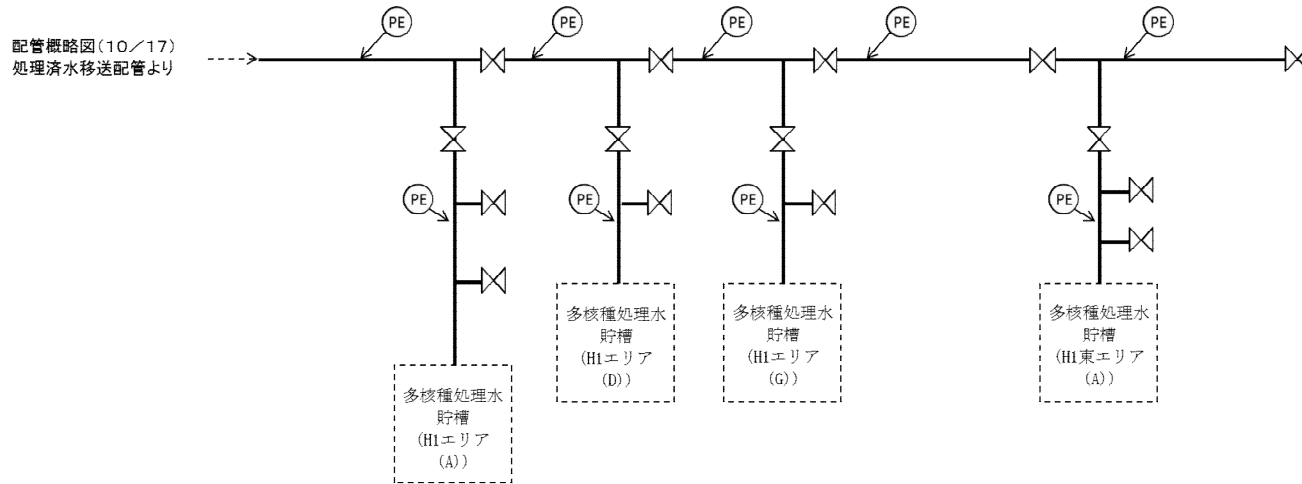 PE
PE
PE
PE
PE
配管概略図(10／17)
処理済水移送配管より
PE
PE
PE
PE
多核種処理水
貯槽
(H1エリア
(D))
多核種処理水
貯槽
(H1エリア
(G))
多核種処理水
貯槽
(H1東エリア
(A))
多核種処理水
貯槽
(H1エリア
(A))